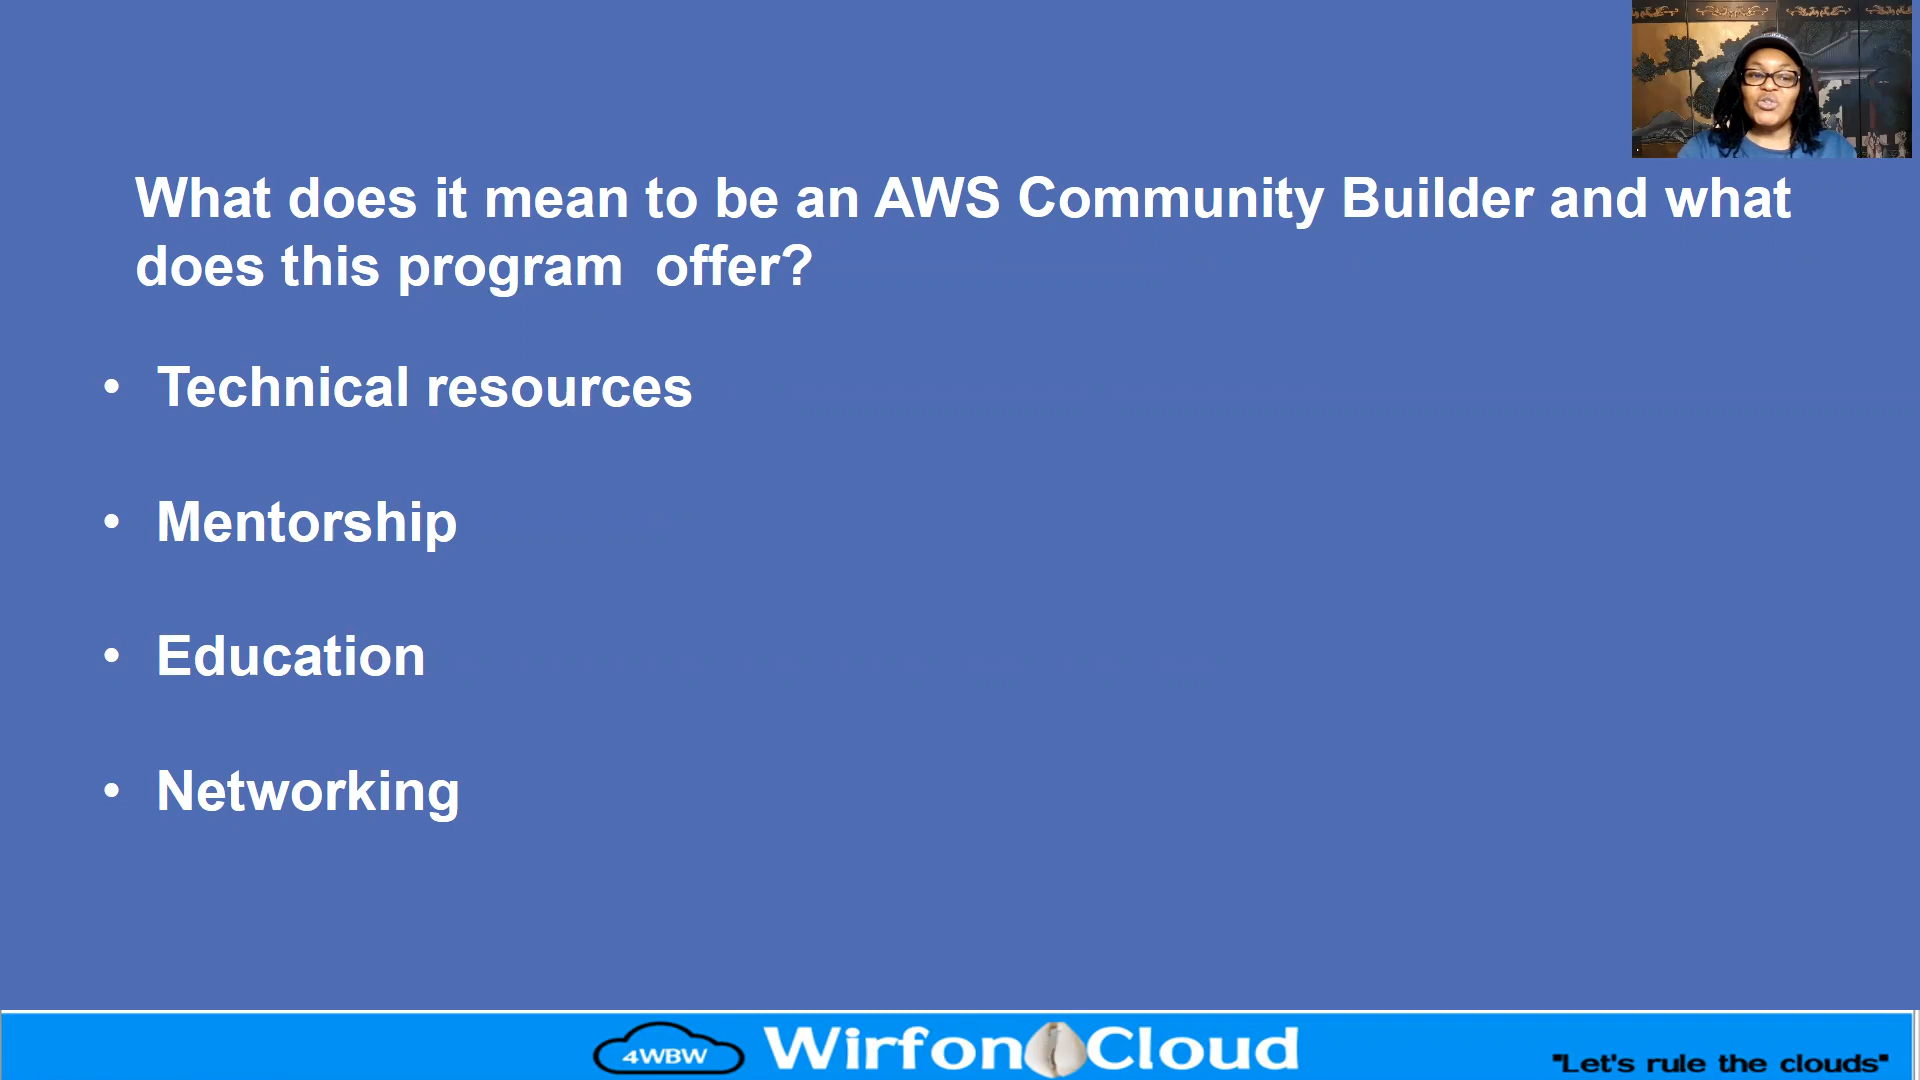 What does it mean to be an AWS Community Builder and what
does this program  offer?
• Technical resources
• Mentorship
• Education
• Networking
4WBW
Wirfon Cloud
"Let's rule the clouds"